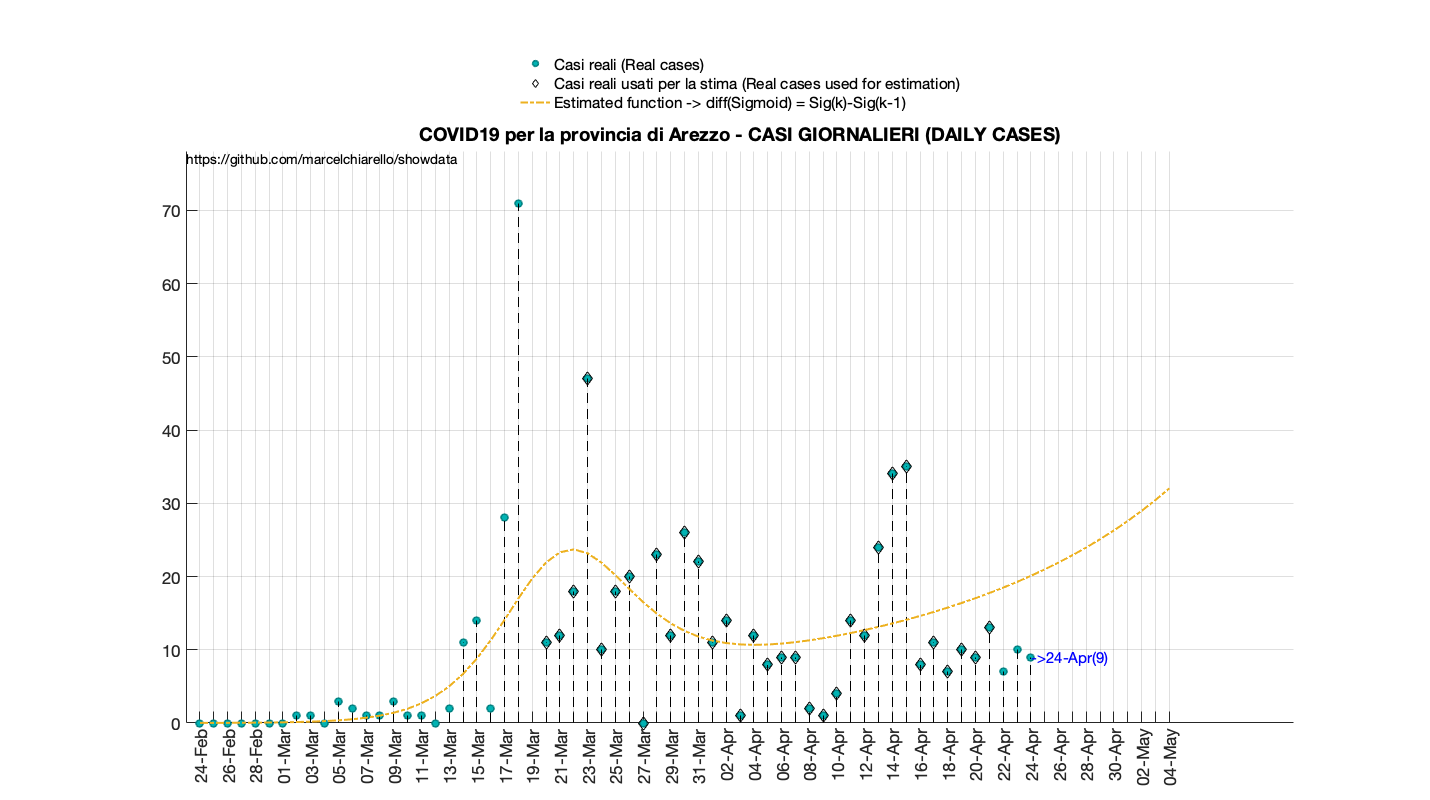 Casi reali (Real cases)
Casi reali usati per la stima (Real cases used for estimation)
Estimated function -> diff(Sigmoid) = Sig(k)-Sig(k-1)
COVID19 per la provincia di Arezzo - CASI GIORNALIERI (DAILY CASES)
https://github.com/marcelchiarello/showdata
70
60
50
40
30
20
10
0
->24-Apr(9)
24-Feb
26-Feb
28-Feb
01-Mar
03-Mar
05-Mar
07-Mar
09-Mar
11-Mar
13-Mar
15-Mar
17-Mar
19-Mar
21-Mar
23-Mar
25-Mar
27-Mar
29-Mar
31-Mar
02-Apr
04-Apr
06-Apr
08-Apr
10-Apr
12-Apr
14-Apr
16-Apr
18-Apr
20-Apr
22-Apr
24-Apr
26-Apr
28-Apr
30-Apr
02-May
04-May